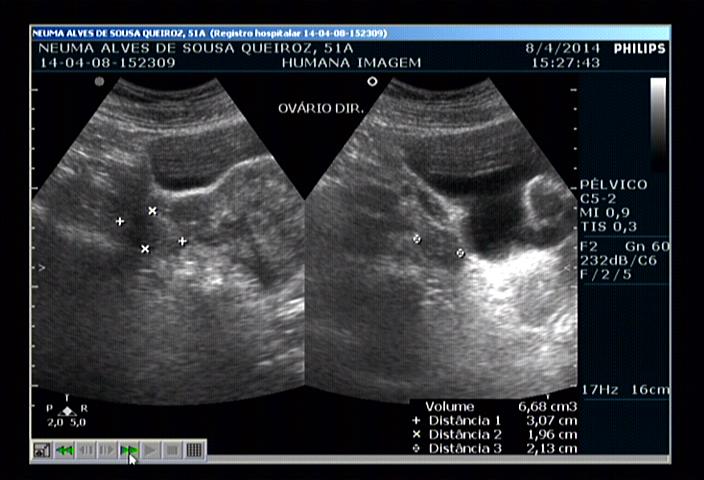 NEUMA ALVES DE SOUSA QUEIROZ, 51A (Registro hospitalar 14-04-08-152309)
NEUMA ALVES DE SOUSA QUEIROZ, 51A 8/4/2014 PHILIPS
14-04-08-152309 HUMANA IMAGEM 15:27:43
OVÁRIO DIR.
PÉLVICO
C5-2
MI 0,9
TIS 0,3
F2 Gn 60
232dB/C6
F/2/5
17Hz 16cm
P R
2,0 5,0
Volume 6,68 cm3
+ Distância 1 3,07 cm
× Distância 2 1,96 cm
Distância 3 2,13 cm